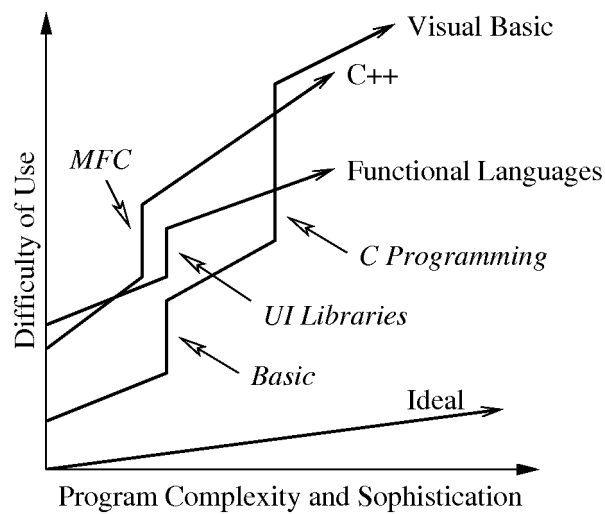 Visual Basic
C++
MFC
Functional Languages
C Programming
UI Libraries
Basic
Ideal
Difficulty of Use
Program Complexity and Sophistication